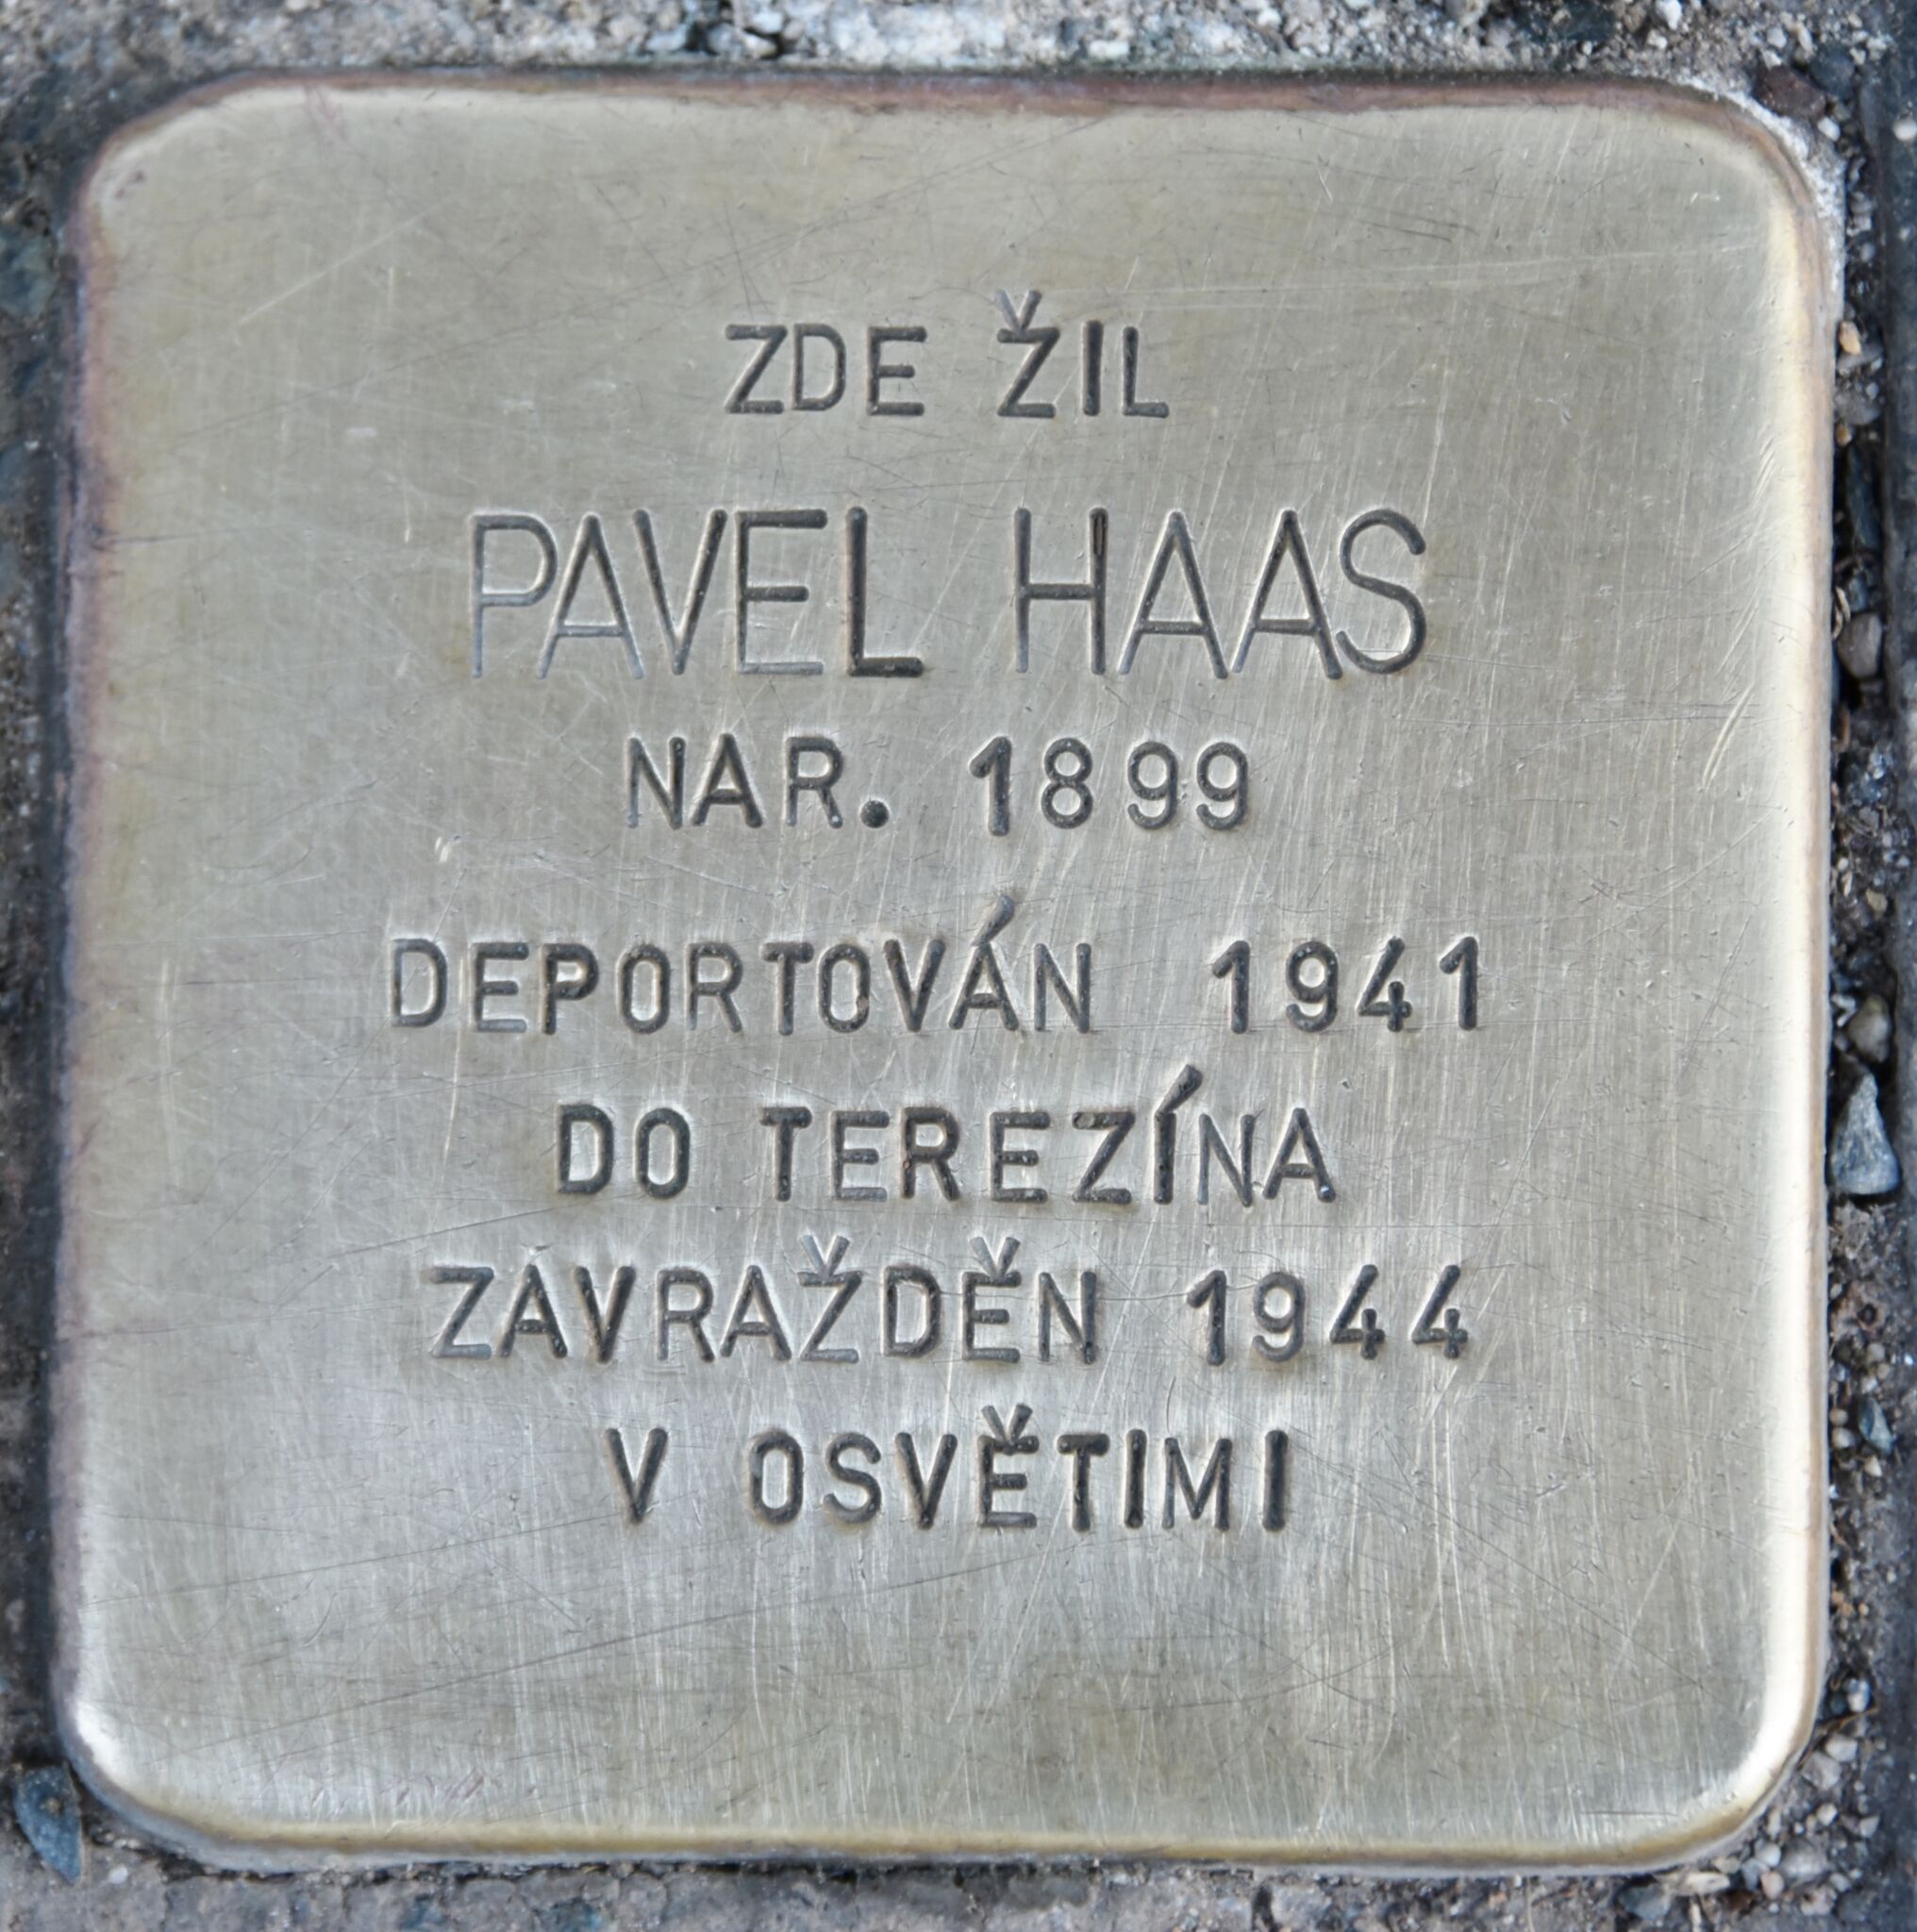 ZDE ŽIL
PAVEL HAAS
NAR. 1899
DEPORTOVÁN 1941
DO TEREZÍNA
ZAVRAŽDĚN 1944
V OSVĚTIMI